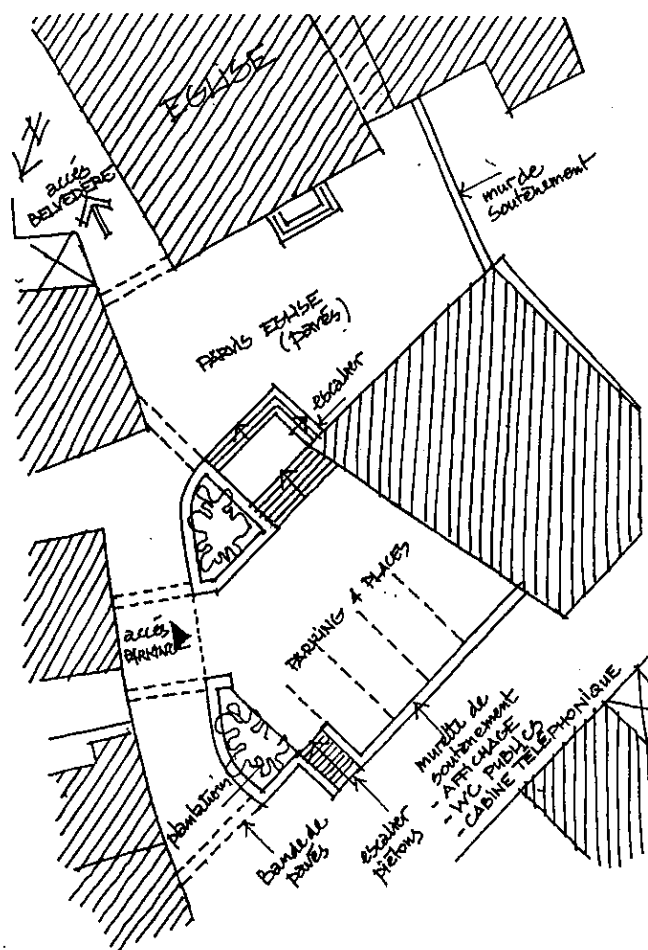 EGLISE
accès
BELVEDERE
mur de
soutènement
PARVIS EGLISE
(pavés)
escalier
accès
PARKING
PARKING 4 PLACES
plantations
Bande de
pavés
escalier
piétons
murette de
soutènement
- AFFICHAGE
- WC PUBLICS
- CABINE TELEPHONIQUE